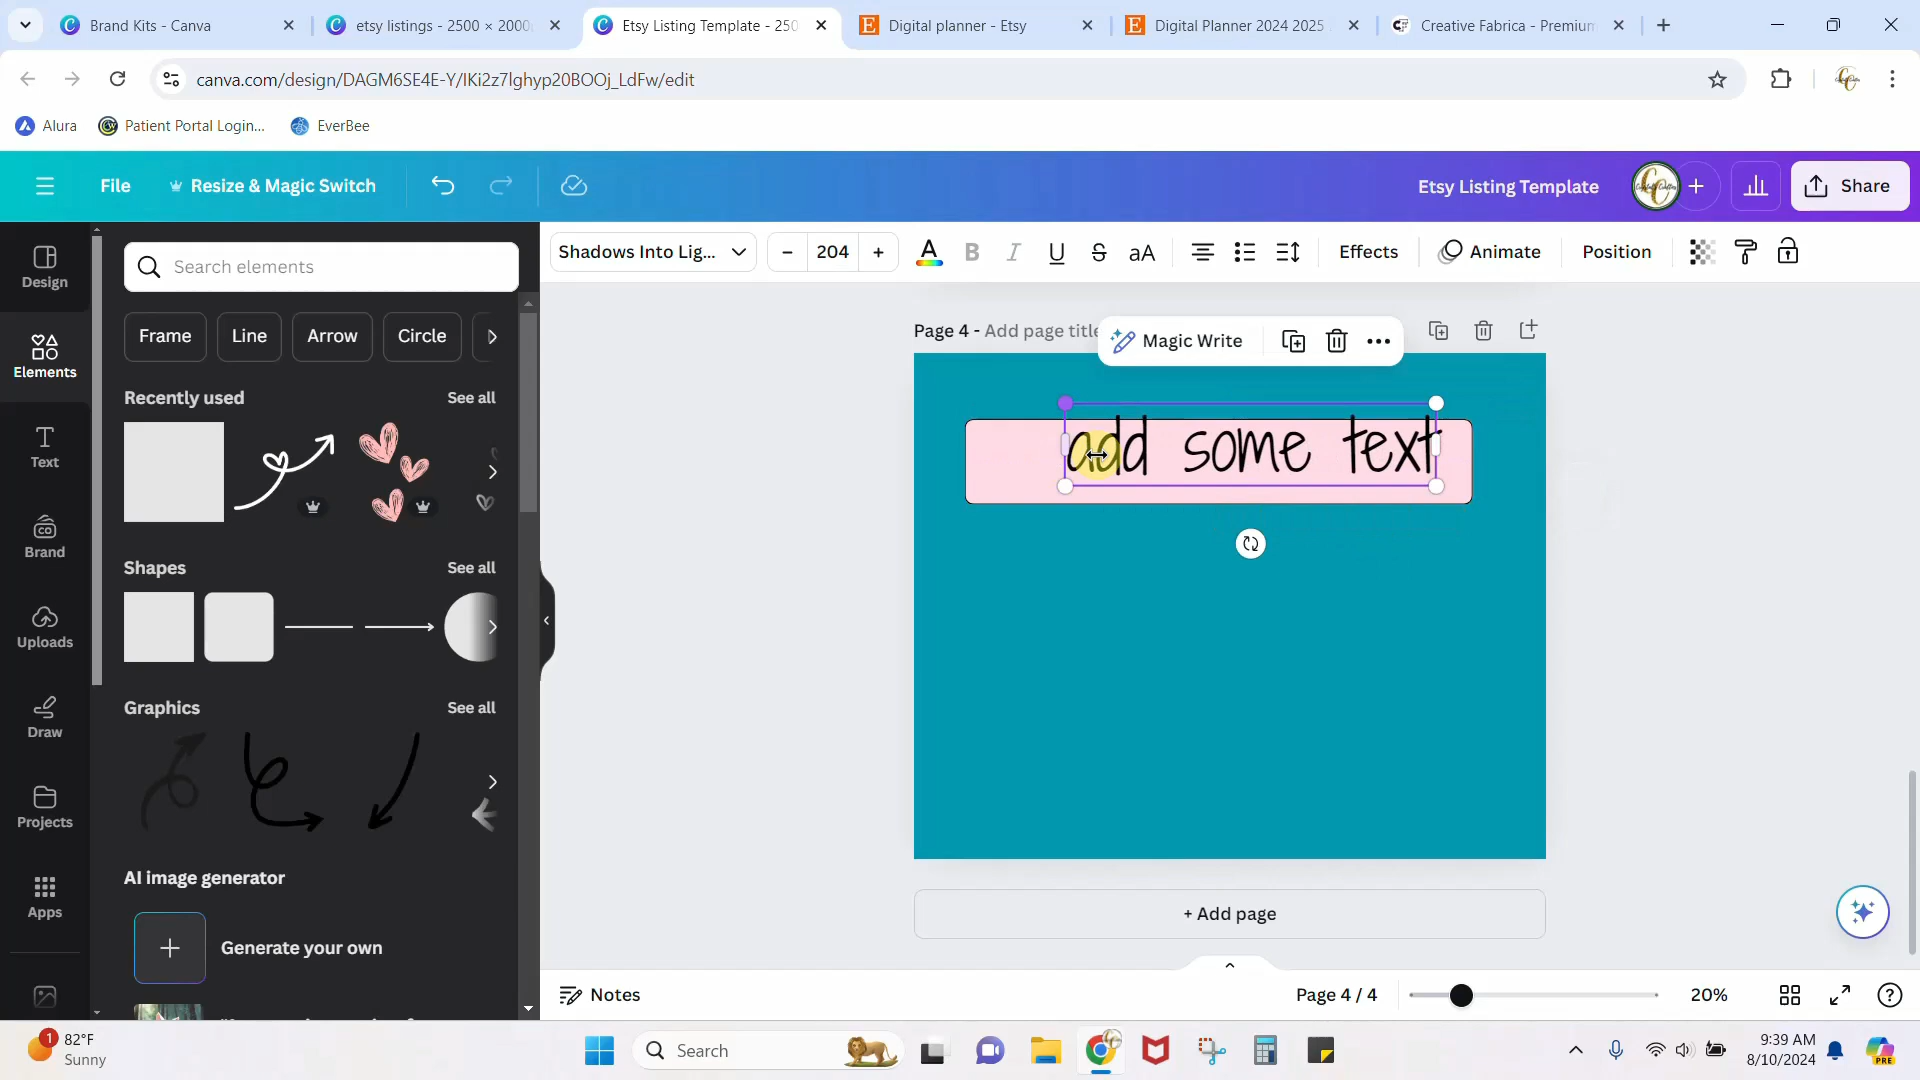 Brand Kits - Canva
etsy listings - 2500 × 2000
Etsy Listing Template - 250
Digital planner - Etsy
Digital Planner 2024 2025
Creative Fabrica - Premium
canva.com/design/DAGM6SE4E-Y/IKi2z7lghyp20BOOj_LdFw/edit
Alura
Patient Portal Login...
EverBee
File
Resize & Magic Switch
Etsy Listing Template
Share
Shadows Into Lig...
204
aA
Effects
Animate
Position
Design
Elements
Text
Brand
Uploads
Draw
Projects
Apps
Search elements
Frame
Line
Arrow
Circle
Recently used
See all
Shapes
See all
Graphics
See all
AI image generator
Generate your own
Page 4 - Add page title
Magic Write
add some text
+ Add page
Notes
Page 4 / 4
20%
1
82°F
Sunny
Search
9:39 AM
8/10/2024
PRE